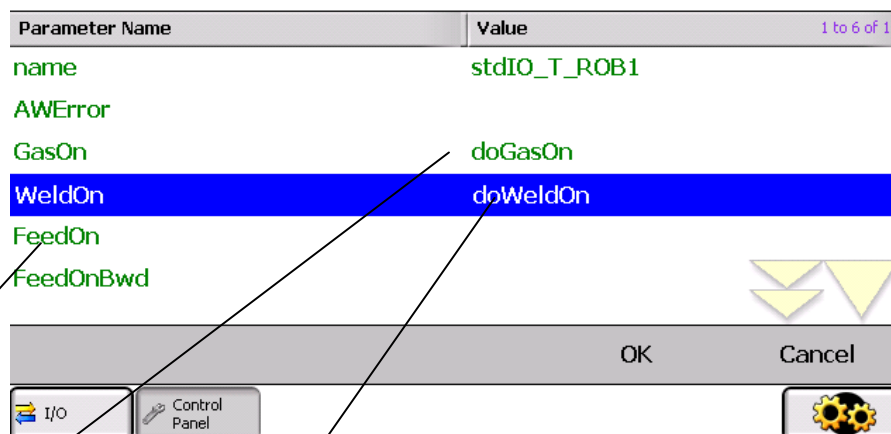 Parameter Name Value 1 to 6 of 1
name stdIO_T_ROB1
AWError
GasOn doGasOn
WeldOn doWeldOn
FeedOn
FeedOnBwd
OK Cancel
I/O Control
Panel